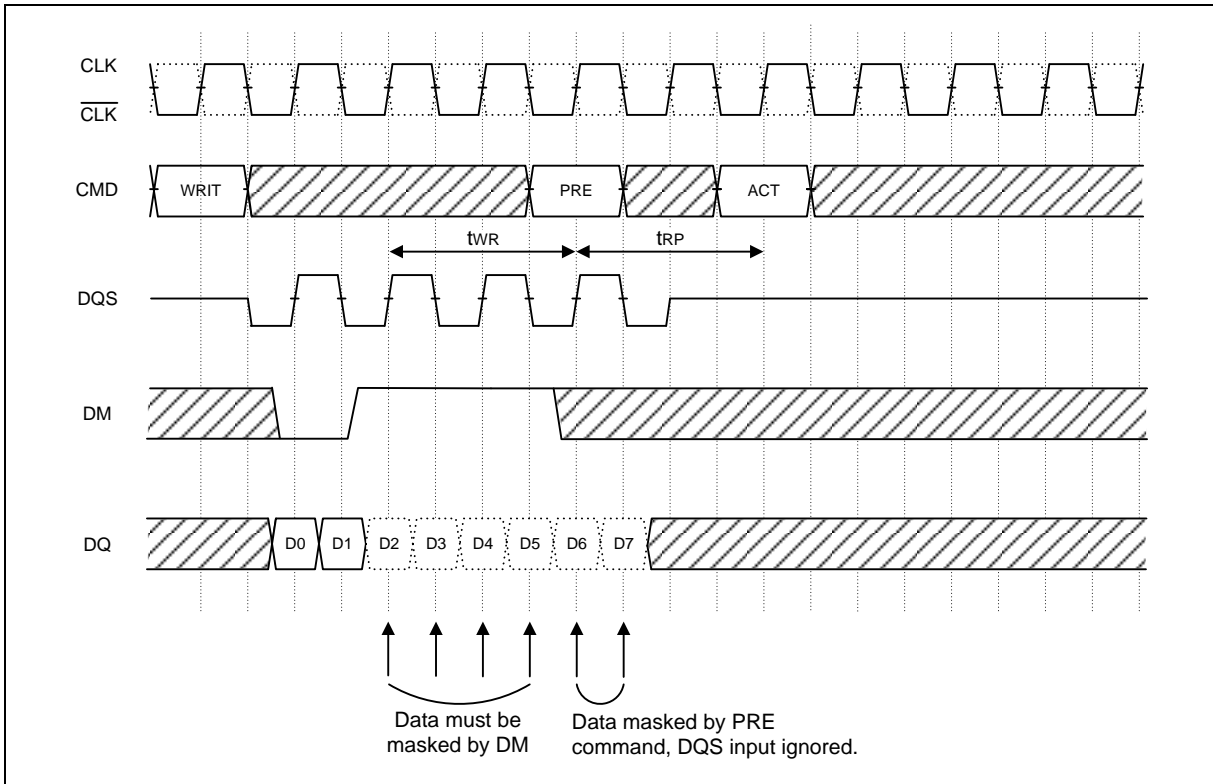 CLK
CLK
CMD
WRIT
PRE
ACT
tWR
tRP
DQS
DM
DQ
D0
D1
D2
D3
D4
D5
D6
D7
Data must be
masked by DM
Data masked by PRE
command, DQS input ignored.